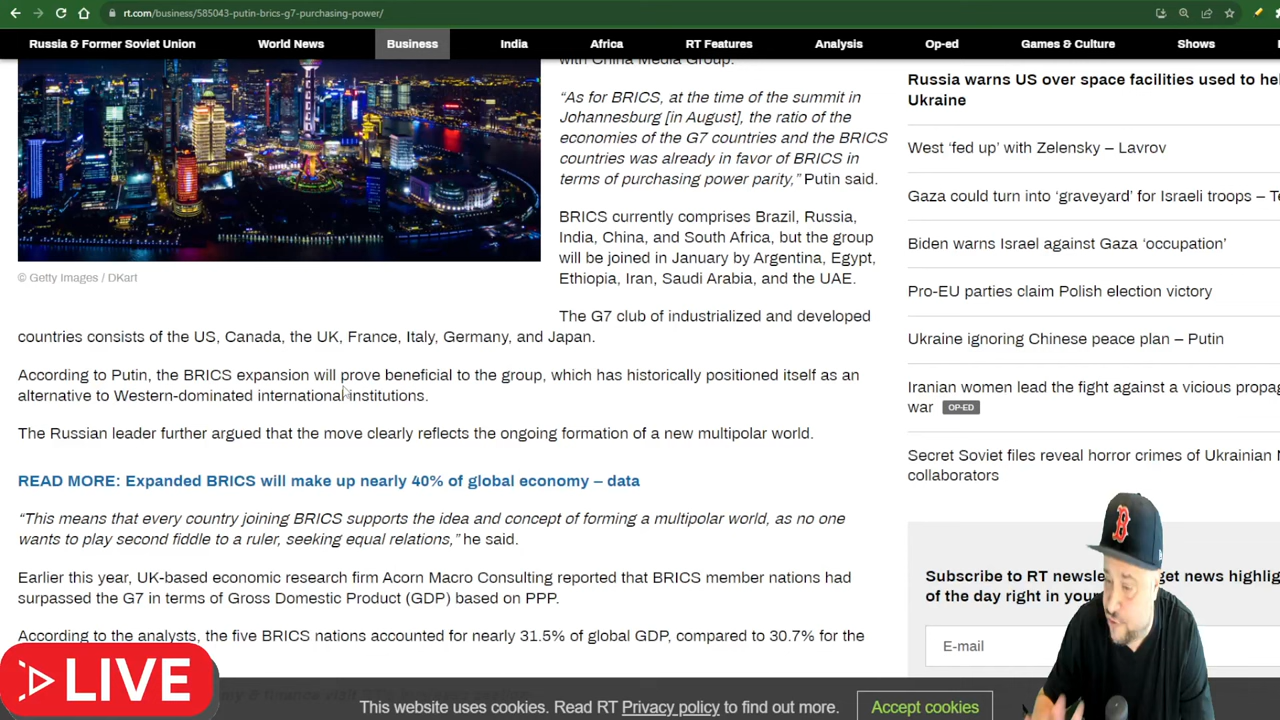 rt.com/business/585043-putin-brics-g7-purchasing-power/
Russia & Former Soviet Union World News Business India Africa RT Features Analysis Op-ed Games & Culture Shows
with China Media Group.
“As for BRICS, at the time of the summit in
Johannesburg [in August], the ratio of the
economies of the G7 countries and the BRICS
countries was already in favor of BRICS in
terms of purchasing power parity,” Putin said.
BRICS currently comprises Brazil, Russia,
India, China, and South Africa, but the group
will be joined in January by Argentina, Egypt,
Ethiopia, Iran, Saudi Arabia, and the UAE.
© Getty Images / DKart
The G7 club of industrialized and developed
countries consists of the US, Canada, the UK, France, Italy, Germany, and Japan.
According to Putin, the BRICS expansion will prove beneficial to the group, which has historically positioned itself as an
alternative to Western-dominated international institutions.
The Russian leader further argued that the move clearly reflects the ongoing formation of a new multipolar world.
READ MORE: Expanded BRICS will make up nearly 40% of global economy – data
“This means that every country joining BRICS supports the idea and concept of forming a multipolar world, as no one
wants to play second fiddle to a ruler, seeking equal relations,” he said.
Earlier this year, UK-based economic research firm Acorn Macro Consulting reported that BRICS member nations had
surpassed the G7 in terms of Gross Domestic Product (GDP) based on PPP.
According to the analysts, the five BRICS nations accounted for nearly 31.5% of global GDP, compared to 30.7% for the
Russia warns US over space facilities used to
Ukraine
West ‘fed up’ with Zelensky – Lavrov
Gaza could turn into ‘graveyard’ for Israeli troops –
Biden warns Israel against Gaza ‘occupation’
Pro-EU parties claim Polish election victory
Ukraine ignoring Chinese peace plan – Putin
Iranian women lead the fight against a vicious
war OP-ED
Secret Soviet files reveal horror crimes of Ukrainian
collaborators
Subscribe to RT get news
of the day right in
E-mail
B
LIVE
This website uses cookies. Read RT Privacy policy to find out more. Accept cookies